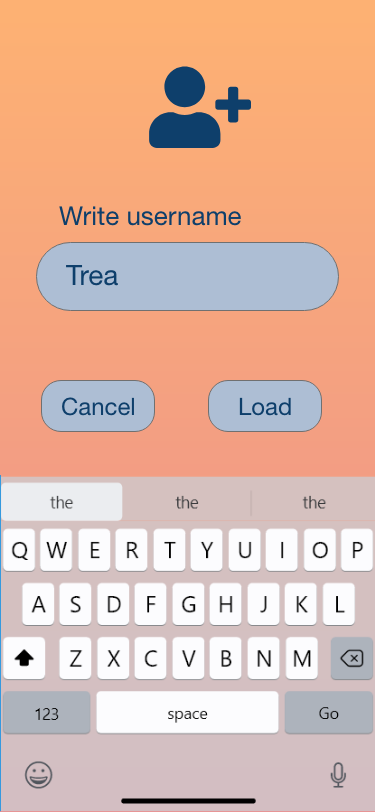 Write username
Trea
Cancel Load
the the the
Q W E R T Y U I O P
A S D F G H J K L
Z X C V B N M
123 space Go